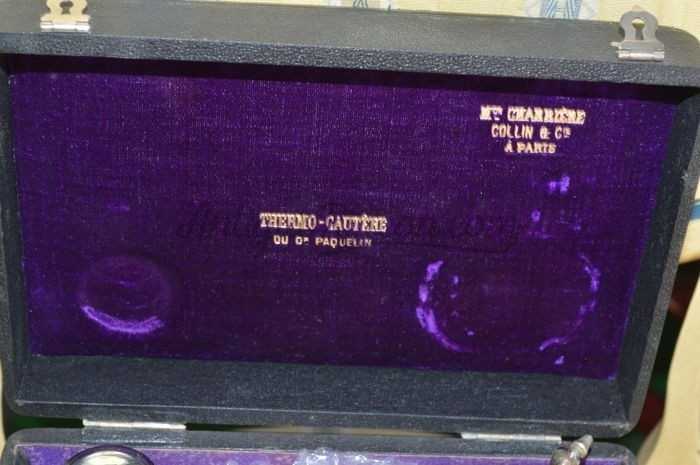 MON CHARRIÈRE
COLLIN & CIE
À PARIS
THERMO-CAUTÈRE
DU DR PAQUELIN